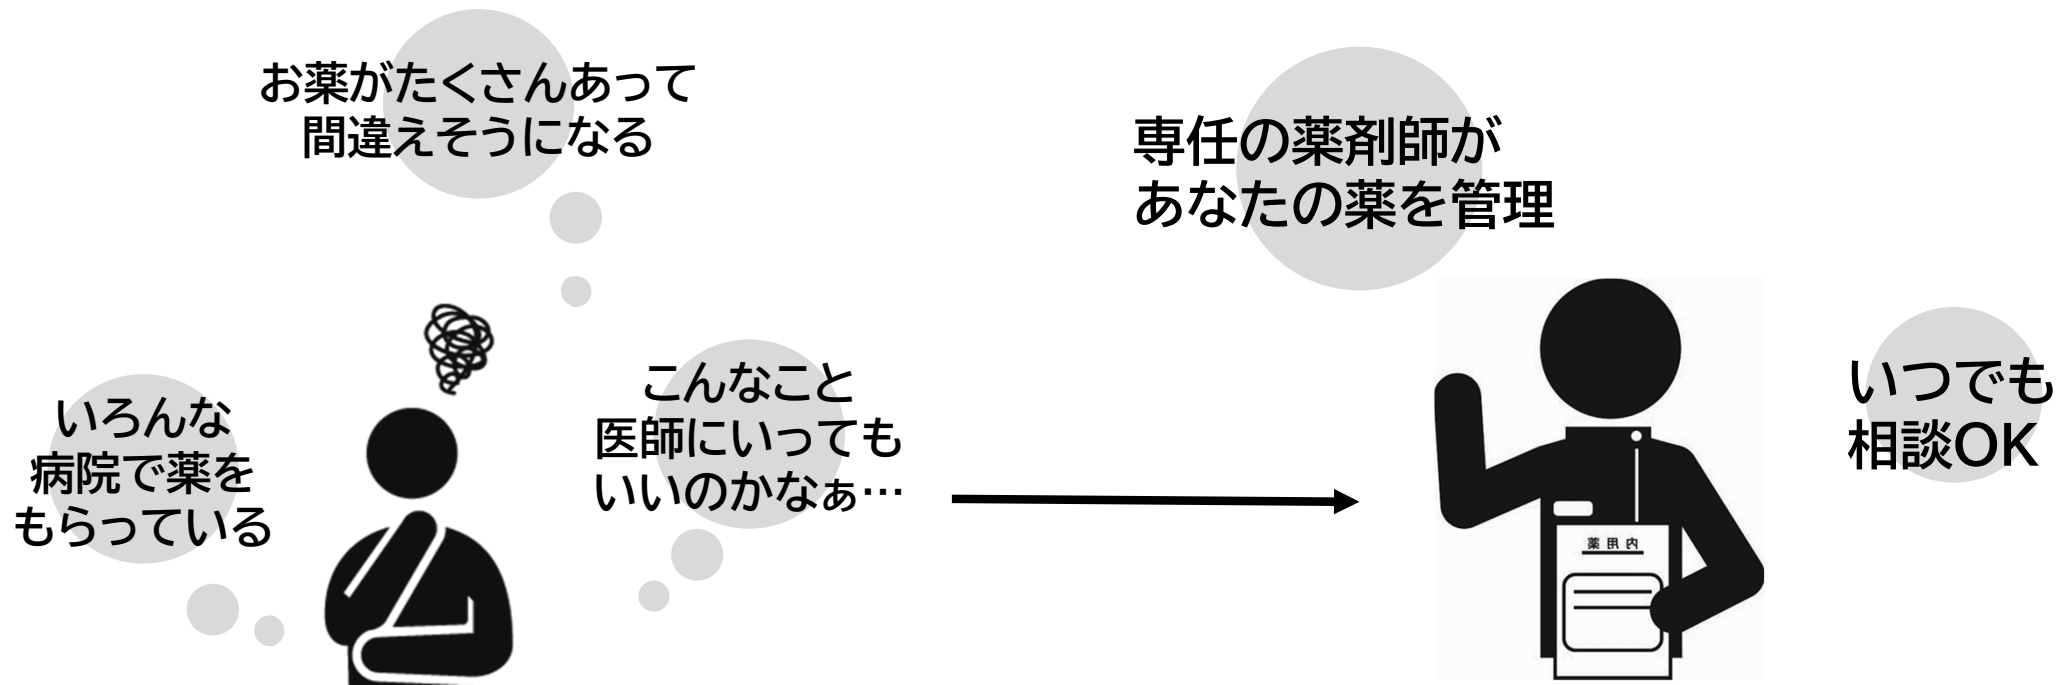 お薬がたくさんあって
間違えそうになる
いろんな
病院で薬を
もらっている
こんなこと
医師にいっても
いいのかなぁ…
専任の薬剤師が
あなたの薬を管理
いつでも
相談OK
内用薬